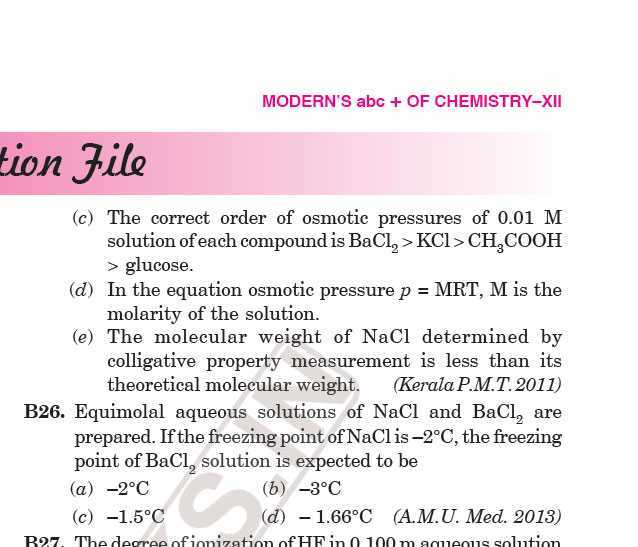 MODERN'S abc + OF CHEMISTRY–XII
tion File
(c) The correct order of osmotic pressures of 0.01 M
solution of each compound is BaCl₂ > KCl > CH₃COOH
> glucose.
(d) In the equation osmotic pressure p = MRT, M is the
molarity of the solution.
(e) The molecular weight of NaCl determined by
colligative property measurement is less than its
theoretical molecular weight. (Kerala P.M.T. 2011)
B26. Equimolal aqueous solutions of NaCl and BaCl₂ are
prepared. If the freezing point of NaCl is –2°C, the freezing
point of BaCl₂ solution is expected to be
(a) –2°C (b) –3°C
(c) –1.5°C (d) – 1.66°C (A.M.U. Med. 2013)
B27. The degree of ionization of HF in 0.100 m aqueous solution
S.IN